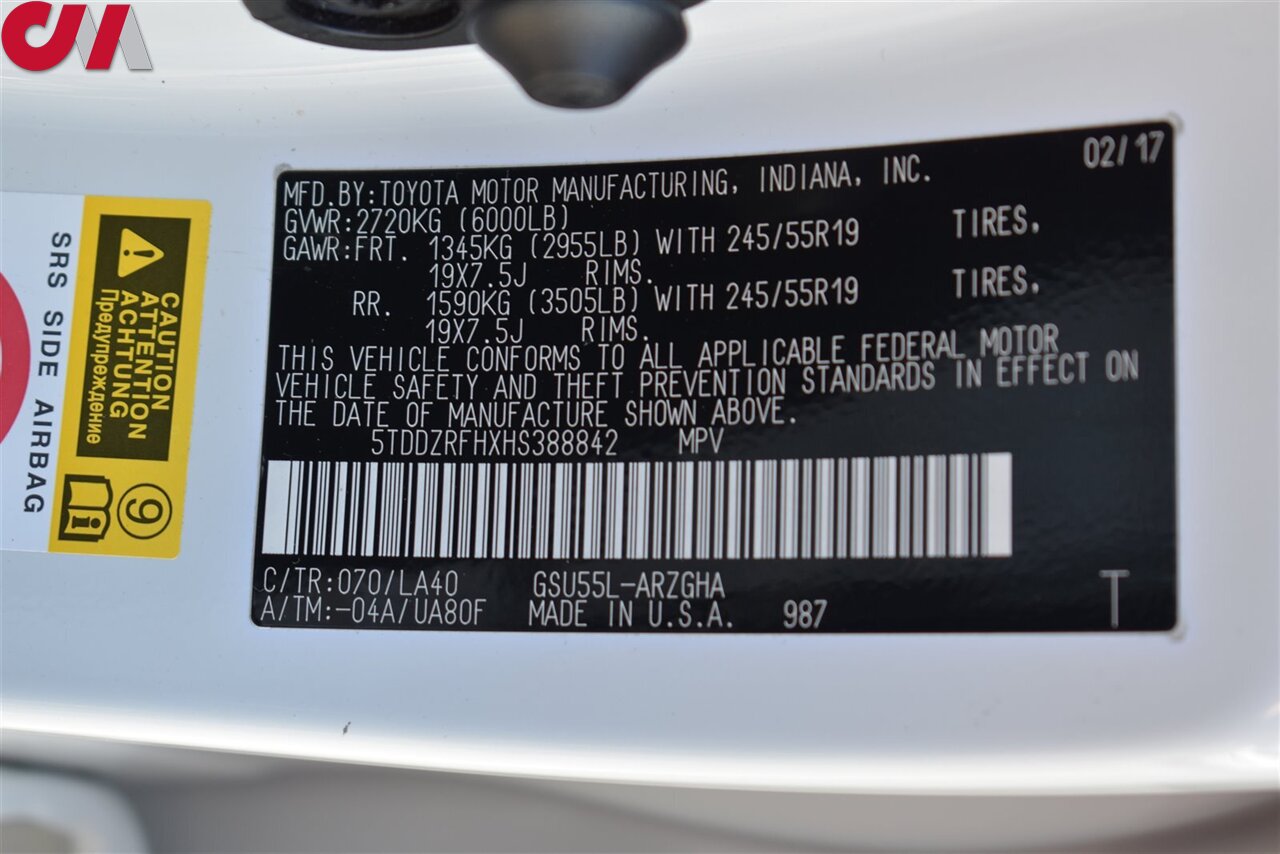 CM
02/17
MFD.BY:TOYOTA MOTOR MANUFACTURING, INDIANA, INC.
GVWR:2720KG (6000LB)
GAWR:FRT. 1345KG (2955LB) WITH 245/55R19 TIRES.
19X7.5J RIMS.
RR. 1590KG (3505LB) WITH 245/55R19 TIRES.
19X7.5J RIMS.
THIS VEHICLE CONFORMS TO ALL APPLICABLE FEDERAL MOTOR
VEHICLE SAFETY AND THEFT PREVENTION STANDARDS IN EFFECT ON
THE DATE OF MANUFACTURE SHOWN ABOVE.
5TDDZRFHXHS388842 MPV
C/TR:070/LA40 GSU55L-ARZGHA
A/TM:-04A/UA80F MADE IN U.S.A. 987
T
CAUTION
ATTENTION
ACHTUNG
Предупреждение
9
SRS SIDE AIRBAG